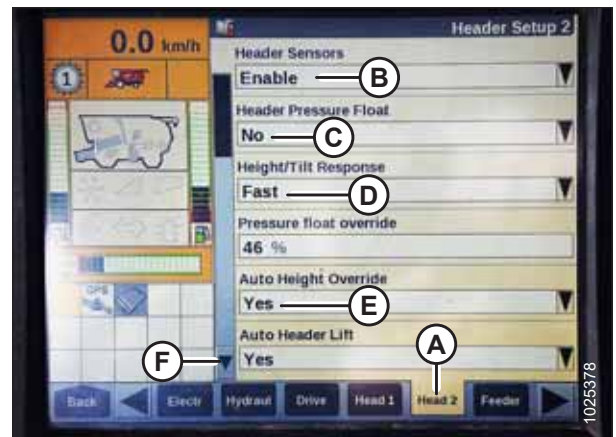 Header Setup 2
0.0 km/h
1
Header Sensors
Enable
B
Header Pressure Float
No
C
Height/Tilt Response
Fast
D
Pressure float override
46 %
GPS
Auto Height Override
Yes
E
Auto Header Lift
Yes
F
A
Back
Electr
Hydraul
Drive
Head 1
Head 2
Feeder
1025378